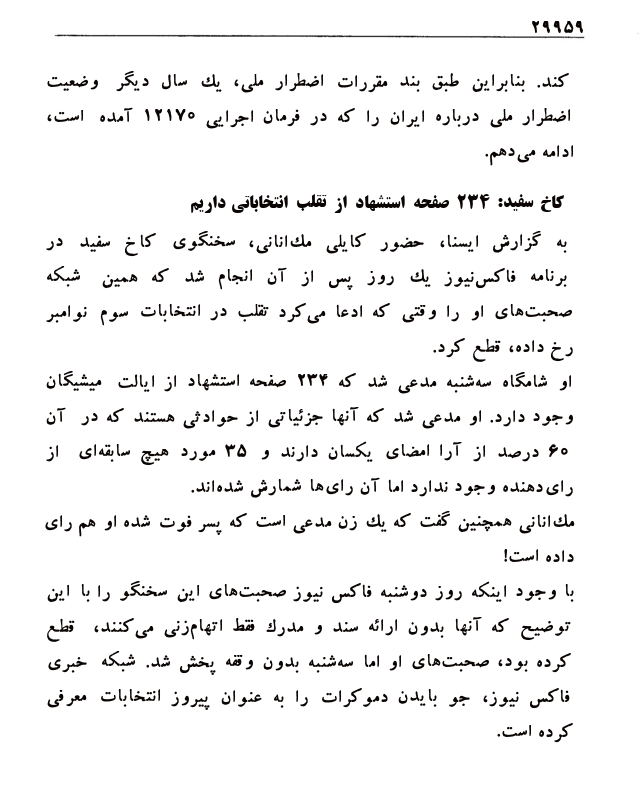 ۲۹۹۵۹
کند. بنابراین طبق بند مقررات اضطرار ملی، یك سال دیگر وضعیت
اضطرار ملی درباره ایران را که در فرمان اجرایی ۱۲۱۷۰ آمده است،
ادامه می‌دهم.
کاخ سفید: ۲۳۴ صفحه استشهاد از تقلب انتخاباتی داریم
به گزارش ایسنا، حضور کایلی مك‌انانی، سخنگوی کاخ سفید در
برنامه فاکس‌نیوز یك روز پس از آن انجام شد که همین شبکه
صحبت‌های او را وقتی که ادعا می‌کرد تقلب در انتخابات سوم نوامبر
رخ داده، قطع کرد.
او شامگاه سه‌شنبه مدعی شد که ۲۳۴ صفحه استشهاد از ایالت میشیگان
وجود دارد. او مدعی شد که آنها جزئیاتی از حوادثی هستند که در آن
۶۰ درصد از آرا امضای یکسان دارند و ۳۵ مورد هیچ سابقه‌ای از
رای‌دهنده وجود ندارد اما آن رای‌ها شمارش شده‌اند.
مك‌انانی همچنین گفت که یك زن مدعی است که پسر فوت شده او هم رای
داده است!
با وجود اینکه روز دوشنبه فاکس نیوز صحبت‌های این سخنگو را با این
توضیح که آنها بدون ارائه سند و مدرك فقط اتهام‌زنی می‌کنند، قطع
کرده بود، صحبت‌های او اما سه‌شنبه بدون وقفه پخش شد. شبکه خبری
فاکس نیوز، جو بایدن دموکرات را به عنوان پیروز انتخابات معرفی
کرده است.